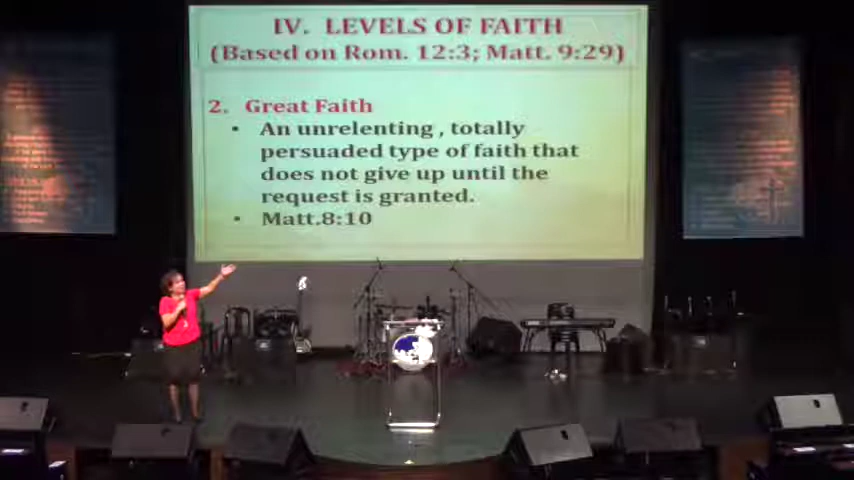 IV. LEVELS OF FAITH
(Based on Rom. 12:3; Matt. 9:29)
2. Great Faith
• An unrelenting , totally
persuaded type of faith that
does not give up until the
request is granted.
• Matt.8:10